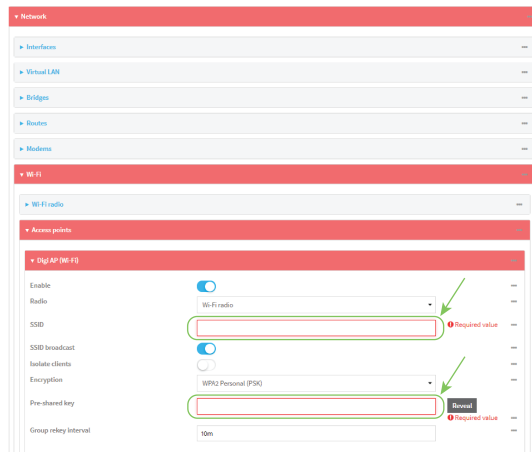 Network
Interfaces
Virtual LAN
Bridges
Routes
Modems
Wi-Fi
Wi-Fi radio
Access points
Digi AP (Wi-Fi)
Enable
Radio Wi-Fi radio
SSID Required value
SSID broadcast
Isolate clients
Encryption WPA2 Personal (PSK)
Pre-shared key Reveal
Required value
Group rekey interval 10m